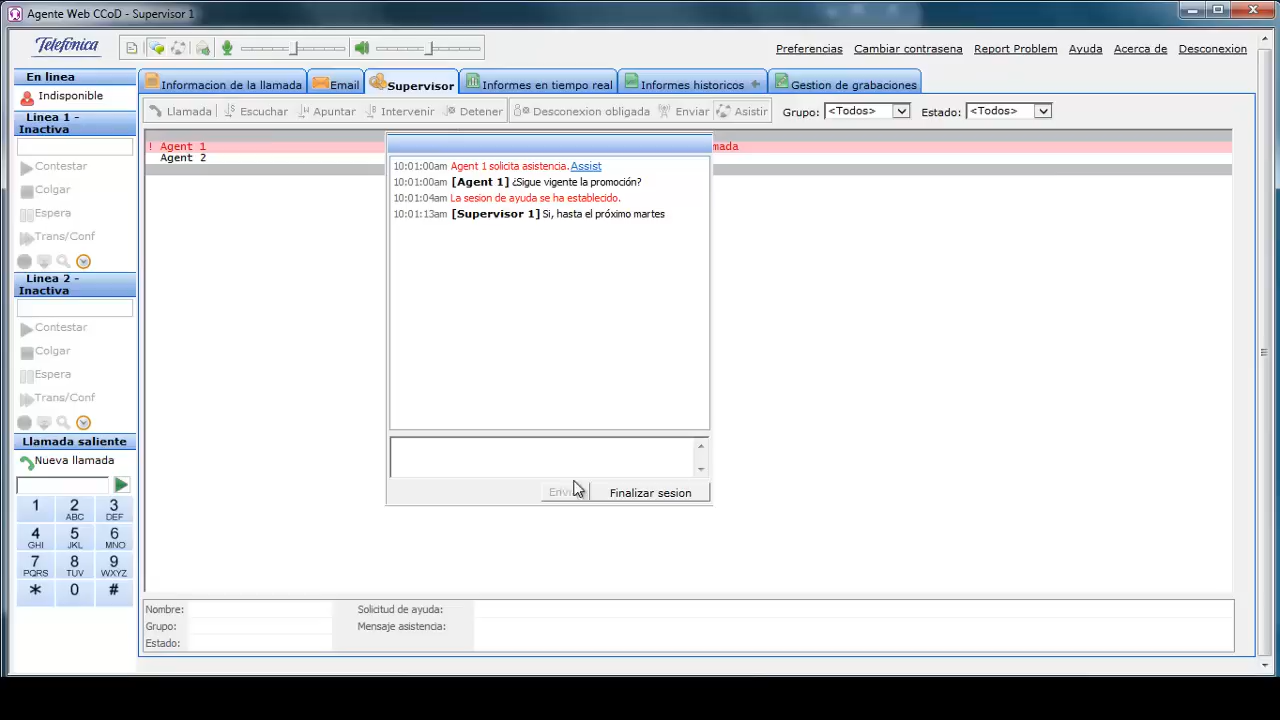 Agente Web CCoD - Supervisor 1
Telefónica
Preferencias Cambiar contrasena Report Problem Ayuda Acerca de Desconexion
En linea
Indisponible
Linea 1 -
Inactiva
Contestar
Colgar
Espera
Trans/Conf
Linea 2 -
Inactiva
Contestar
Colgar
Espera
Trans/Conf
Llamada saliente
Nueva llamada
1 2 3
ABC DEF
4 5 6
GHI JKL MNO
7 8 9
PQRS TUV WXYZ
* 0 #
Informacion de la llamada Email Supervisor Informes en tiempo real Informes historicos Gestion de grabaciones
Llamada Escuchar Apuntar Intervenir Detener Desconexion obligada Enviar Asistir Grupo: <Todos> Estado: <Todos>
! Agent 1
Agent 2
10:01:00am Agent 1 solicita asistencia. Assist
10:01:00am [Agent 1] ¿Sigue vigente la promoción?
10:01:04am La sesion de ayuda se ha establecido.
10:01:13am [Supervisor 1] Si, hasta el próximo martes
Finalizar sesion
Nombre: Solicitud de ayuda:
Grupo: Mensaje asistencia:
Estado: